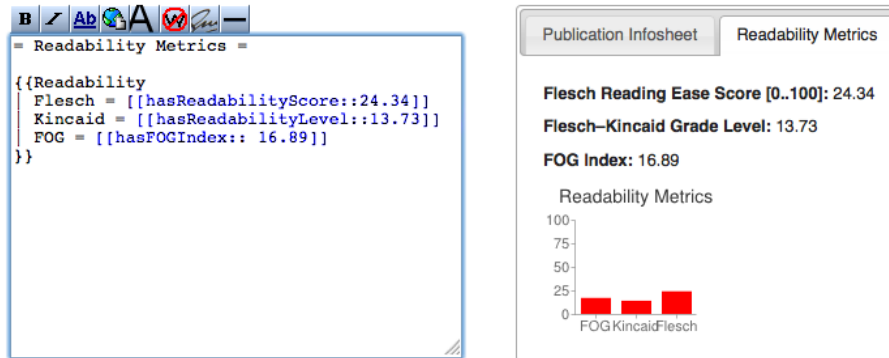 B I Ab A W
= Readability Metrics =
{{Readability
| Flesch = [[hasReadabilityScore::24.34]]
| Kincaid = [[hasReadabilityLevel::13.73]]
| FOG = [[hasFOGIndex:: 16.89]]
}}
Publication Infosheet Readability Metrics
Flesch Reading Ease Score [0..100]: 24.34
Flesch–Kincaid Grade Level: 13.73
FOG Index: 16.89
Readability Metrics
100
75
50
25
0
FOG Kincaid Flesch